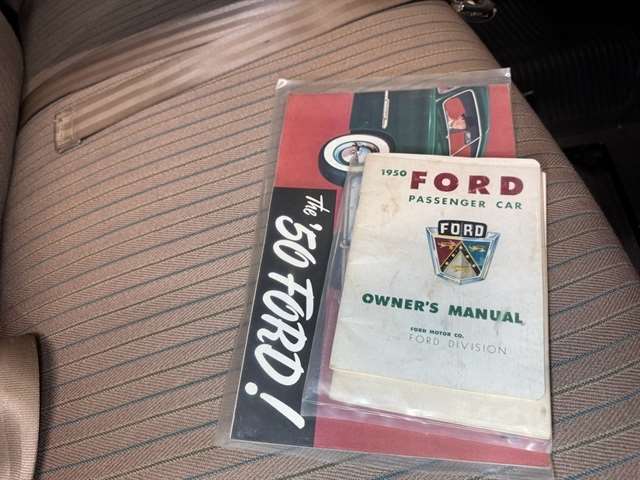 The '50 FORD!
1950 FORD
PASSENGER CAR
FORD
OWNER'S MANUAL
FORD MOTOR CO.
FORD DIVISION